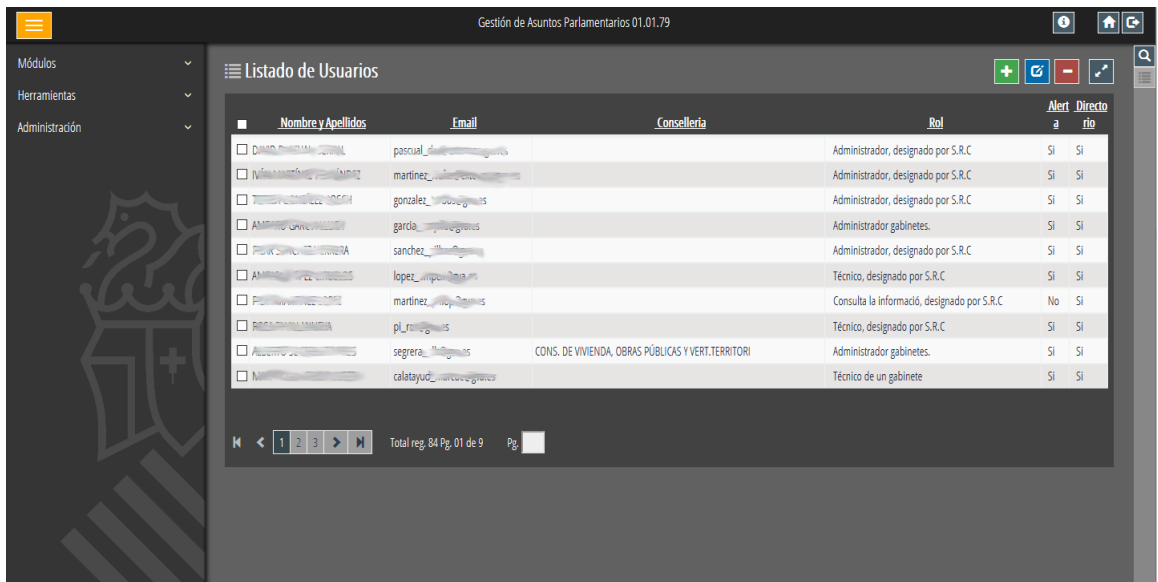 Gestión de Asuntos Parlamentarios 01.01.79
Módulos
Herramientas
Administración
Listado de Usuarios
Nombre y Apellidos Email Conselleria Rol Alerta Directorio
Administrador, designado por S.R.C Si Si
martinez_ Administrador, designado por S.R.C Si Si
gonzalez_ Administrador, designado por S.R.C Si Si
garcia_ Administrador gabinetes. Si Si
sanchez_ Administrador, designado por S.R.C Si Si
lopez_ Técnico, designado por S.R.C Si Si
martinez_ Consulta la informació, designado por S.R.C No Si
Técnico, designado por S.R.C Si Si
segrera_ CONS. DE VIVIENDA, OBRAS PÚBLICAS Y VERT.TERRITORI Administrador gabinetes. Si Si
calatayud_ Técnico de un gabinete Si Si
1 2 3 Total reg. 84 Pg. 01 de 9 Pg.